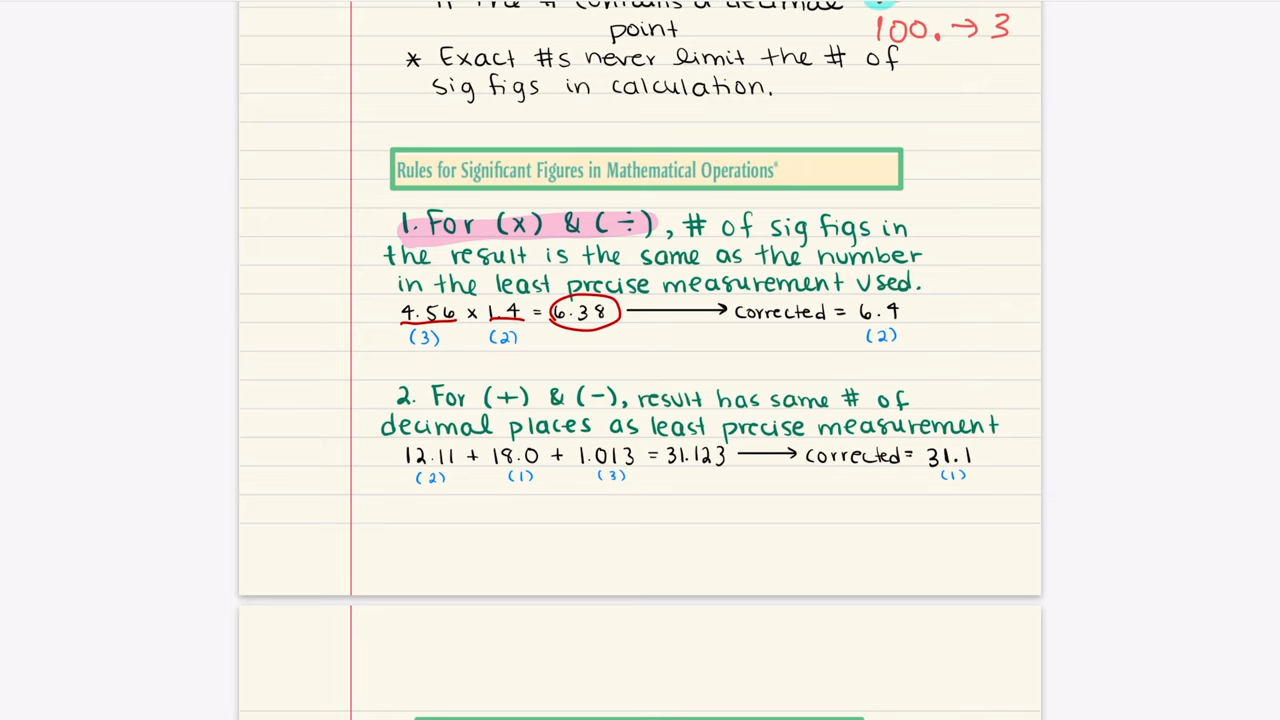 point
100. → 3
* Exact #s never limit the # of
sig figs in calculation.
Rules for Significant Figures in Mathematical Operations*
1. For (x) & (÷), # of sig figs in
the result is the same as the number
in the least precise measurement used.
4.56 x 1.4 = 6.38 ⟶ corrected = 6.4
(3) (2) (2)
2. For (+) & (-), result has same # of
decimal places as least precise measurement
12.11 + 18.0 + 1.013 = 31.123 ⟶ corrected = 31.1
(2) (1) (3) (1)